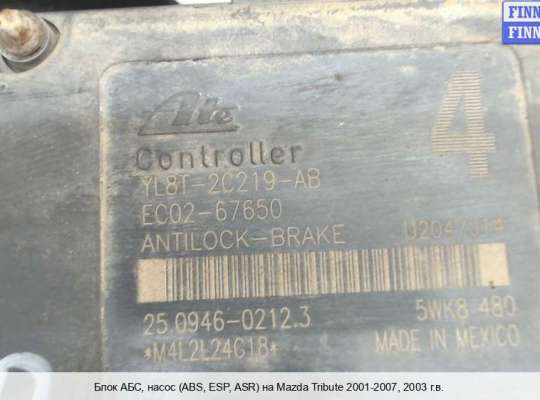 FINN
FINN
Ate
4
Controller
YL8T-2C219-AB
EC02-67650
ANTILOCK-BRAKE
25.0946-0212.3
5WK8 480
*M4L2L24C18*
MADE IN MEXICO
Блок АБС, насос (ABS, ESP, ASR) на Mazda Tribute 2001-2007, 2003 г.в.